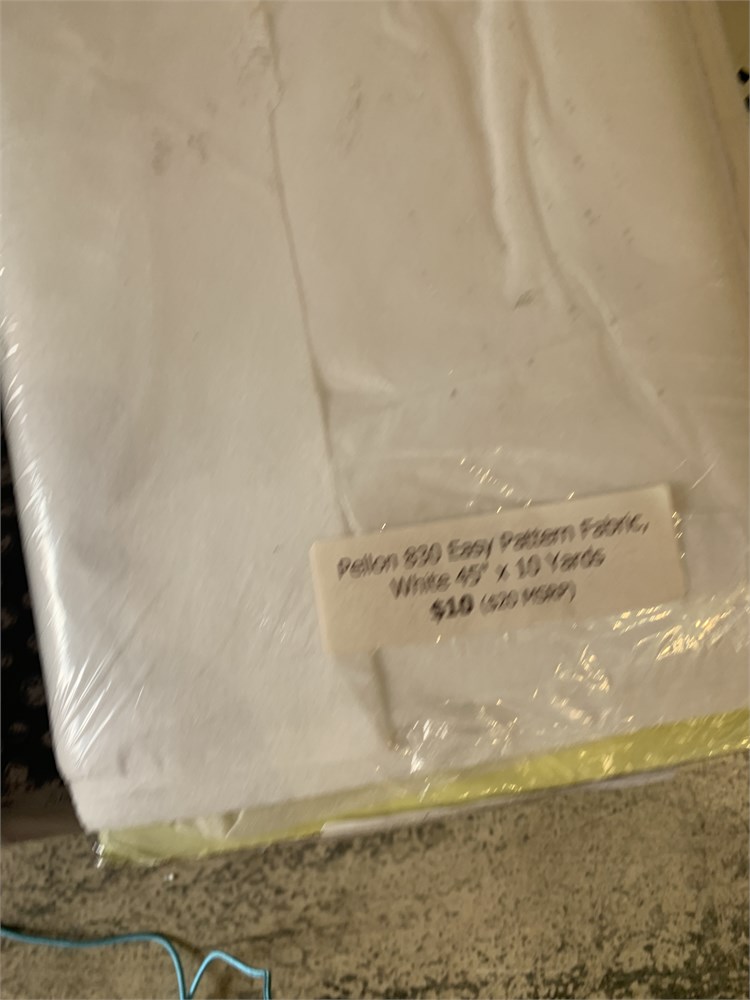 Pellon 830 Easy Pattern Fabric,
White 45" x 10 Yards
$10 ($20 MSRP)